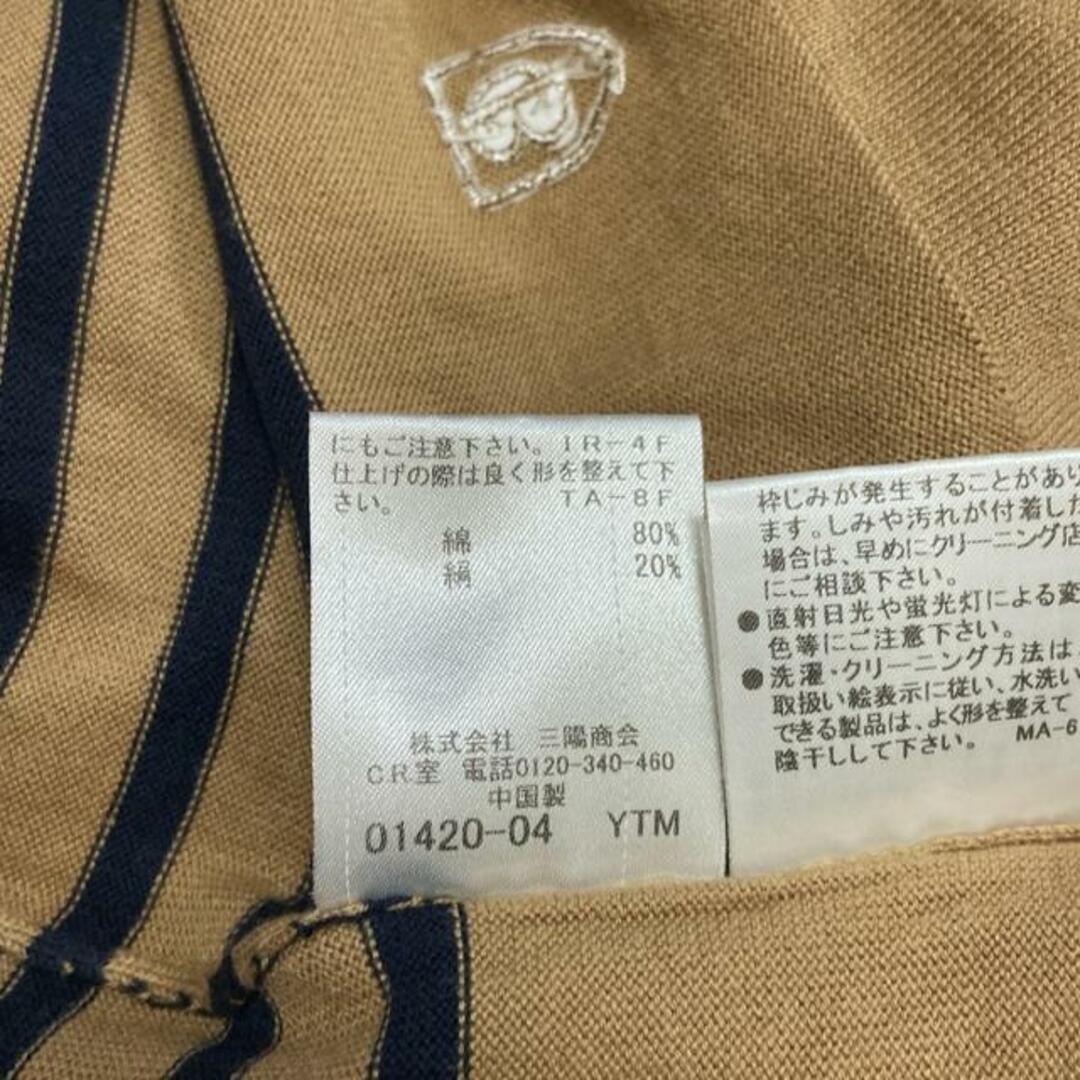 にもご注意下さい。IR-4F
仕上げの際は良く形を整えて下
さい。 TA-8F
綿 80%
絹 20%
株式会社 三陽商会
CR室 電話0120-340-460
中国製
01420-04 YTM
枠じみが発生することがあり
ます。しみや汚れが付着した
場合は、早めにクリーニング店
にご相談下さい。
●直射日光や蛍光灯による変
色等にご注意下さい。
●洗濯・クリーニング方法は
取扱い絵表示に従い、水洗い
できる製品は、よく形を整えて
陰干しして下さい。 MA-6